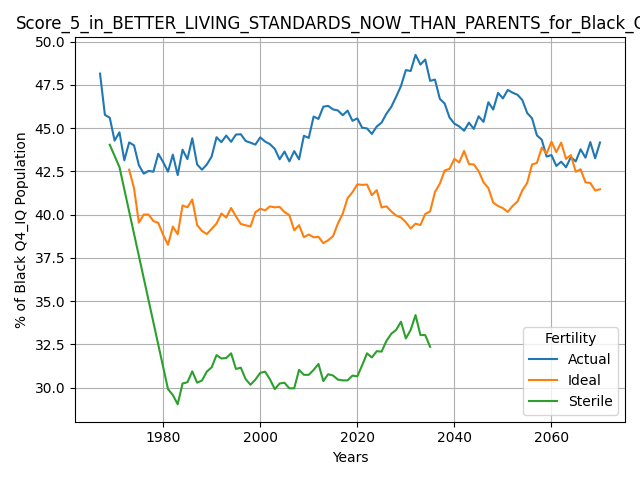 Score_5_in_BETTER_LIVING_STANDARDS_NOW_THAN_PARENTS_for_Black_
% of Black Q4_IQ Population
50.0
47.5
45.0
42.5
40.0
37.5
35.0
32.5
30.0
Fertility
Actual
Ideal
Sterile
1980 2000 2020 2040 2060
Years